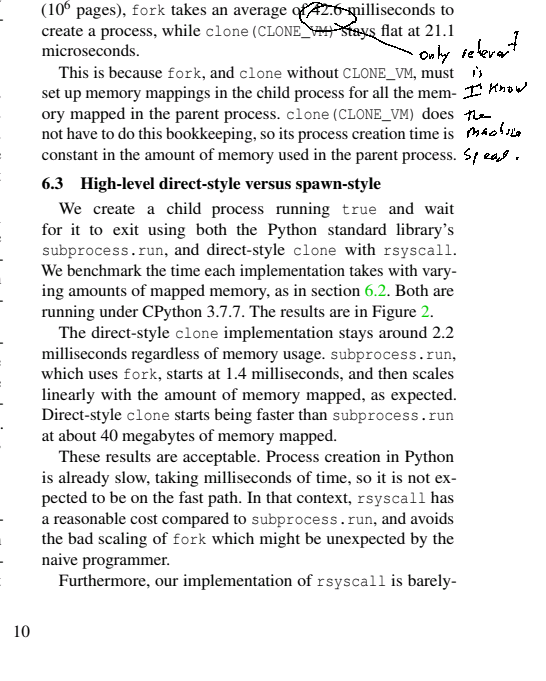 (10⁶ pages), fork takes an average of 42.6 milliseconds to
create a process, while clone(CLONE_VM) stays flat at 21.1
microseconds.
only relevant
is
I know
the
machine
speed.
This is because fork, and clone without CLONE_VM, must
set up memory mappings in the child process for all the mem-
ory mapped in the parent process. clone(CLONE_VM) does
not have to do this bookkeeping, so its process creation time is
constant in the amount of memory used in the parent process.
6.3 High-level direct-style versus spawn-style
We create a child process running true and wait
for it to exit using both the Python standard library's
subprocess.run, and direct-style clone with rsyscall.
We benchmark the time each implementation takes with vary-
ing amounts of mapped memory, as in section 6.2. Both are
running under CPython 3.7.7. The results are in Figure 2.
The direct-style clone implementation stays around 2.2
milliseconds regardless of memory usage. subprocess.run,
which uses fork, starts at 1.4 milliseconds, and then scales
linearly with the amount of memory mapped, as expected.
Direct-style clone starts being faster than subprocess.run
at about 40 megabytes of memory mapped.
These results are acceptable. Process creation in Python
is already slow, taking milliseconds of time, so it is not ex-
pected to be on the fast path. In that context, rsyscall has
a reasonable cost compared to subprocess.run, and avoids
the bad scaling of fork which might be unexpected by the
naive programmer.
Furthermore, our implementation of rsyscall is barely-
10